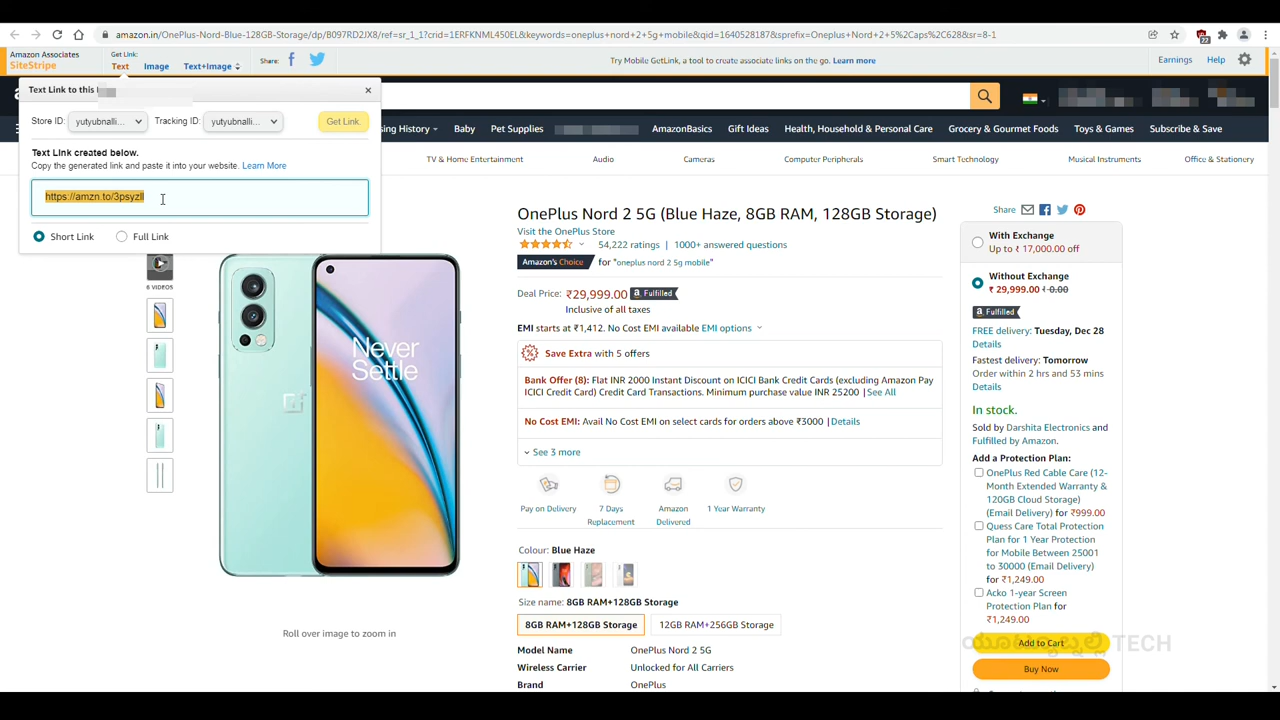 amazon.in/OnePlus-Nord-Blue-128GB-Storage/dp/B097RD2JX8/ref=sr_1_1?crid=1ERFKNML450EL&keywords=oneplus+nord+2+5g+mobile&qid=1640528187&sprefix=Oneplus+Nord+2+5%2Caps%2C628&sr=8-1
22
Amazon Associates
SiteStripe
Get Link:
Text
Image
Text+Image
Share:
Try Mobile GetLink, a tool to create associate links on the go. Learn more
Earnings
Help
Text Link to this
Store ID:
yutyubnalli...
Tracking ID:
yutyubnalli...
Get Link.
Text Link created below.
Copy the generated link and paste it into your website. Learn More
Short Link
Full Link
History
Baby
Pet Supplies
AmazonBasics
Gift Ideas
Health, Household & Personal Care
Grocery & Gourmet Foods
Toys & Games
Subscribe & Save
TV & Home Entertainment
Audio
Cameras
Computer Peripherals
Smart Technology
Musical Instruments
Office & Stationery
6 VIDEOS
Never
Settle
Roll over image to zoom in
OnePlus Nord 2 5G (Blue Haze, 8GB RAM, 128GB Storage)
Visit the OnePlus Store
54,222 ratings | 1000+ answered questions
Amazon's Choice for "oneplus nord 2 5g mobile"
Deal Price: ₹29,999.00 Fulfilled
Inclusive of all taxes
EMI starts at ₹1,412. No Cost EMI available EMI options
Save Extra with 5 offers
Bank Offer (8): Flat INR 2000 Instant Discount on ICICI Bank Credit Cards (excluding Amazon Pay
ICICI Credit Card) Credit Card Transactions. Minimum purchase value INR 25200 | See All
No Cost EMI: Avail No Cost EMI on select cards for orders above ₹3000 | Details
See 3 more
Pay on Delivery
7 Days
Replacement
Amazon
Delivered
1 Year Warranty
Colour: Blue Haze
Size name: 8GB RAM+128GB Storage
8GB RAM+128GB Storage
12GB RAM+256GB Storage
Model Name OnePlus Nord 2 5G
Wireless Carrier Unlocked for All Carriers
Brand OnePlus
Share
With Exchange
Up to ₹ 17,000.00 off
Without Exchange
₹ 29,999.00 ₹ 0.00
Fulfilled
FREE delivery: Tuesday, Dec 28
Details
Fastest delivery: Tomorrow
Order within 2 hrs and 53 mins
Details
In stock.
Sold by Darshita Electronics and
Fulfilled by Amazon.
Add a Protection Plan:
OnePlus Red Cable Care (12-
Month Extended Warranty &
120GB Cloud Storage)
(Email Delivery) for ₹999.00
Quess Care Total Protection
Plan for 1 Year Protection
for Mobile Between 25001
to 30000 (Email Delivery)
for ₹1,249.00
Acko 1-year Screen
Protection Plan for
₹1,249.00
TECH
Add to Cart
Buy Now